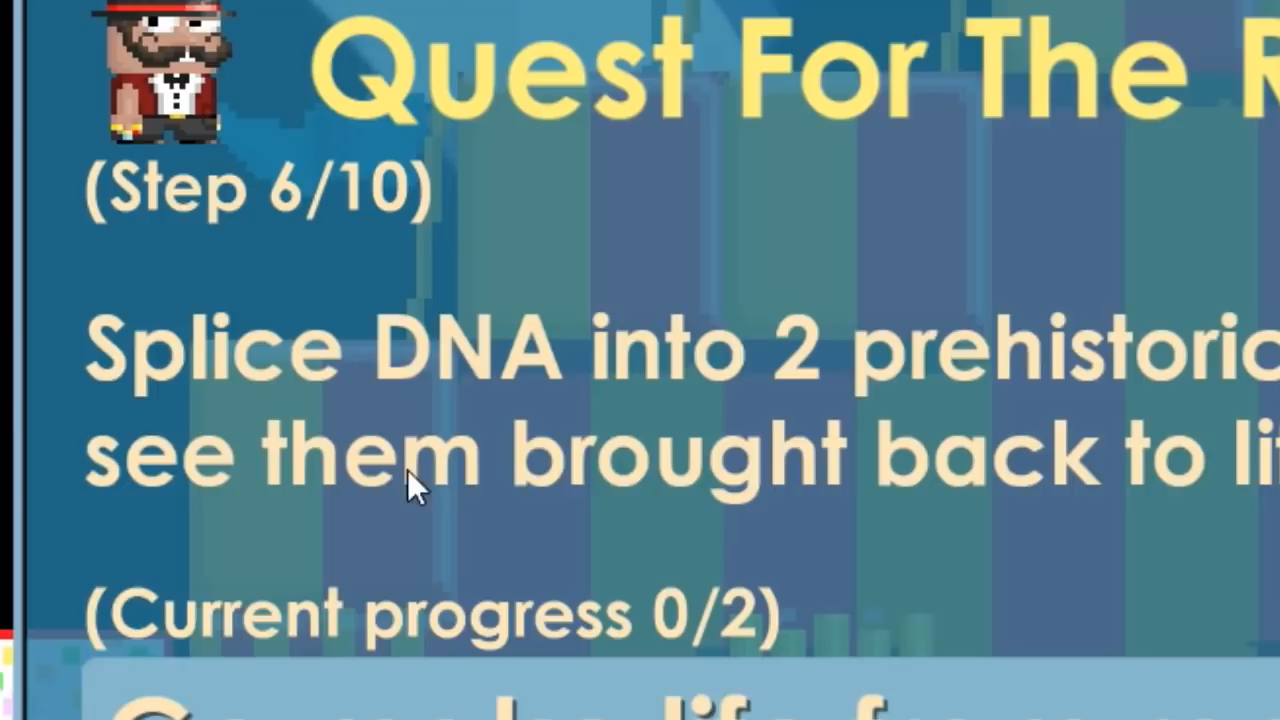 Quest For The
(Step 6/10)
Splice DNA into 2 prehistoric
see them brought back to
(Current progress 0/2)